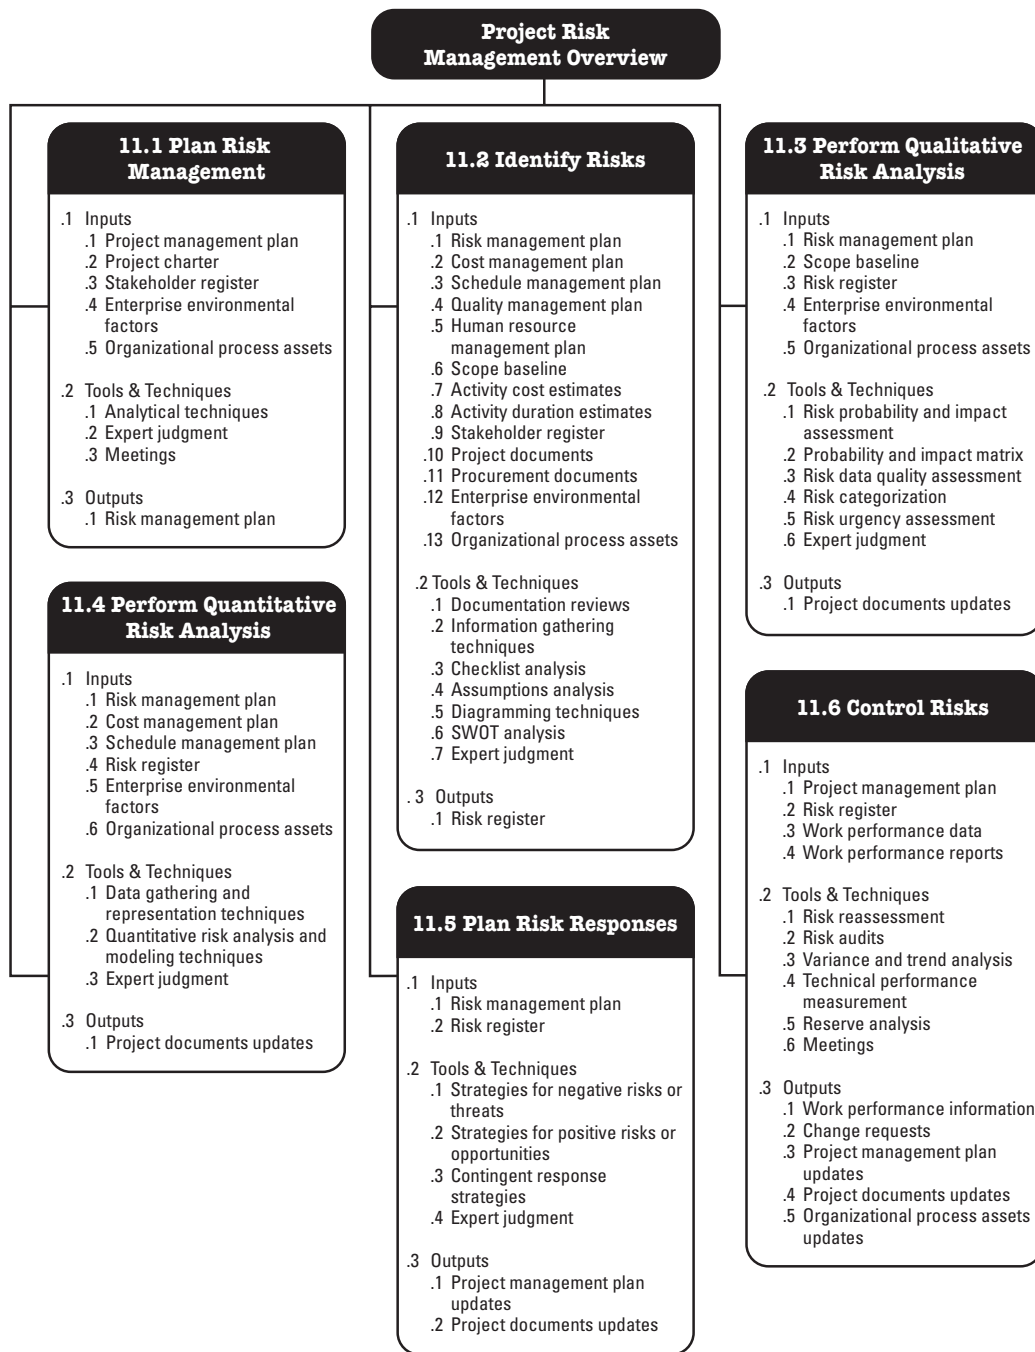 Project Risk
Management Overview
11.1 Plan Risk
Management
.1 Inputs
.1 Project management plan
.2 Project charter
.3 Stakeholder register
.4 Enterprise environmental
factors
.5 Organizational process assets
.2 Tools & Techniques
.1 Analytical techniques
.2 Expert judgment
.3 Meetings
.3 Outputs
.1 Risk management plan
11.2 Identify Risks
.1 Inputs
.1 Risk management plan
.2 Cost management plan
.3 Schedule management plan
.4 Quality management plan
.5 Human resource
management plan
.6 Scope baseline
.7 Activity cost estimates
.8 Activity duration estimates
.9 Stakeholder register
.10 Project documents
.11 Procurement documents
.12 Enterprise environmental
factors
.13 Organizational process assets
.2 Tools & Techniques
.1 Documentation reviews
.2 Information gathering
techniques
.3 Checklist analysis
.4 Assumptions analysis
.5 Diagramming techniques
.6 SWOT analysis
.7 Expert judgment
. 3 Outputs
.1 Risk register
11.3 Perform Qualitative
Risk Analysis
.1 Inputs
.1 Risk management plan
.2 Scope baseline
.3 Risk register
.4 Enterprise environmental
factors
.5 Organizational process assets
.2 Tools & Techniques
.1 Risk probability and impact
assessment
.2 Probability and impact matrix
.3 Risk data quality assessment
.4 Risk categorization
.5 Risk urgency assessment
.6 Expert judgment
.3 Outputs
.1 Project documents updates
11.4 Perform Quantitative
Risk Analysis
.1 Inputs
.1 Risk management plan
.2 Cost management plan
.3 Schedule management plan
.4 Risk register
.5 Enterprise environmental
factors
.6 Organizational process assets
.2 Tools & Techniques
.1 Data gathering and
representation techniques
.2 Quantitative risk analysis and
modeling techniques
.3 Expert judgment
.3 Outputs
.1 Project documents updates
11.5 Plan Risk Responses
.1 Inputs
.1 Risk management plan
.2 Risk register
.2 Tools & Techniques
.1 Strategies for negative risks or
threats
.2 Strategies for positive risks or
opportunities
.3 Contingent response
strategies
.4 Expert judgment
.3 Outputs
.1 Project management plan
updates
.2 Project documents updates
11.6 Control Risks
.1 Inputs
.1 Project management plan
.2 Risk register
.3 Work performance data
.4 Work performance reports
.2 Tools & Techniques
.1 Risk reassessment
.2 Risk audits
.3 Variance and trend analysis
.4 Technical performance
measurement
.5 Reserve analysis
.6 Meetings
.3 Outputs
.1 Work performance information
.2 Change requests
.3 Project management plan
updates
.4 Project documents updates
.5 Organizational process assets
updates